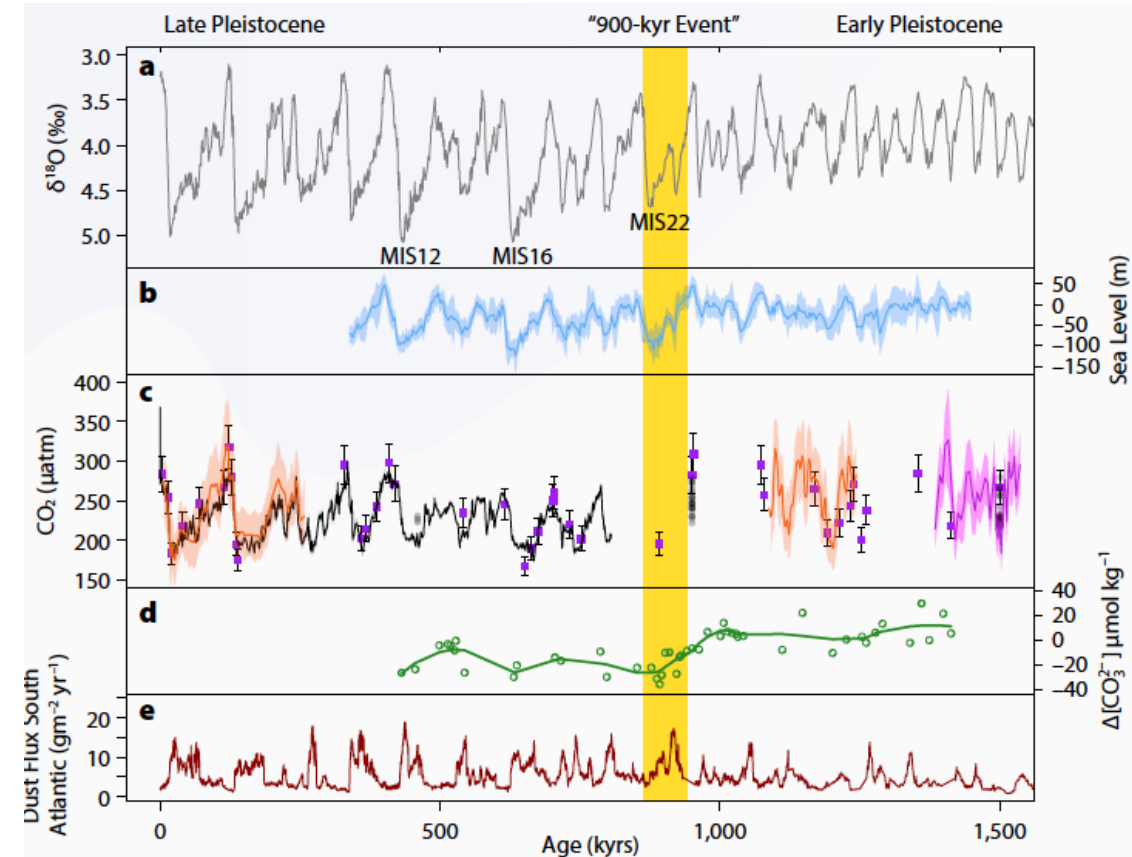 Late Pleistocene “900-kyr Event” Early Pleistocene
a
3.0
3.5
4.0
4.5
5.0
δ¹⁸O (‰)
MIS12
MIS16
MIS22
b
50
0
−50
−100
−150
Sea Level (m)
c
400
350
300
250
200
150
CO₂ (µatm)
d
40
20
0
−20
−40
Δ[CO₃²⁻] µmol kg⁻¹
e
20
10
0
Dust Flux South
Atlantic (gm⁻² yr⁻¹)
0 500 1,000 1,500
Age (kyrs)